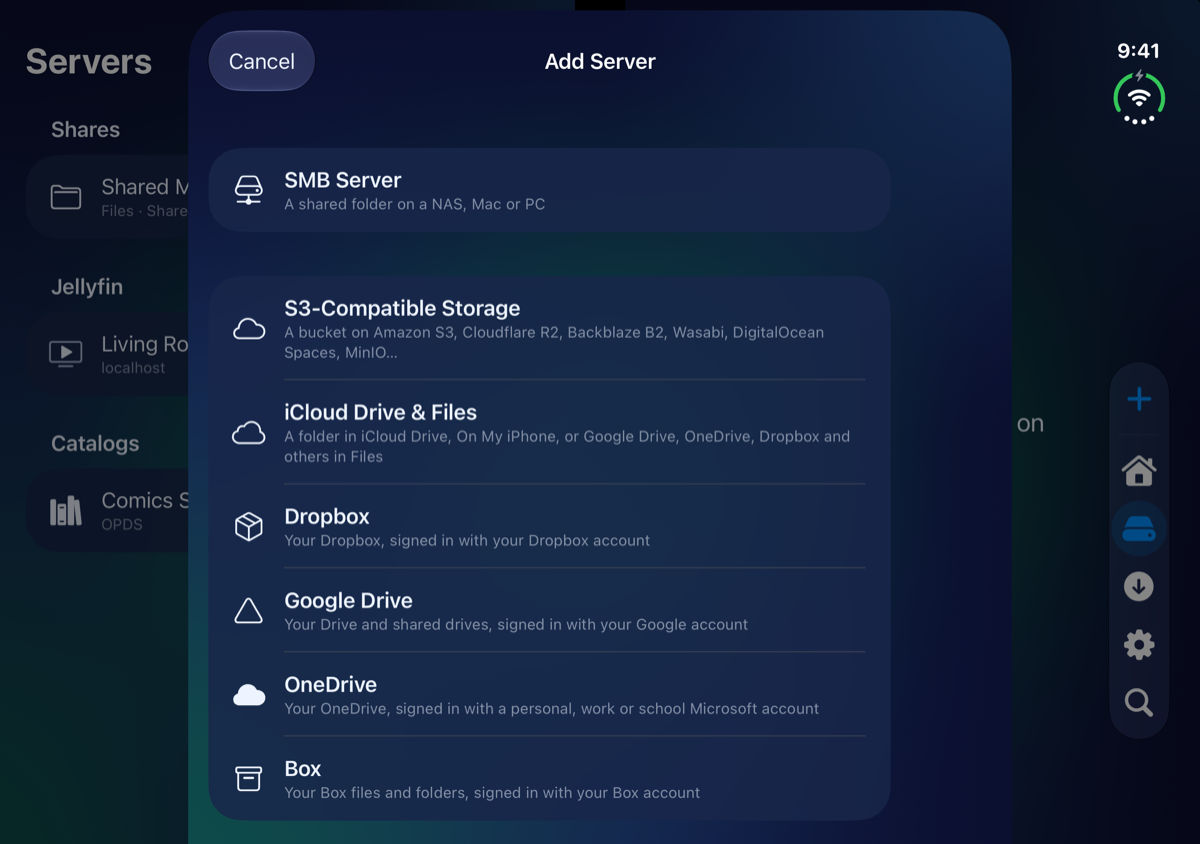 Servers
Cancel
Add Server
9:41
Shares
Shared M
Files · Share
SMB Server
A shared folder on a NAS, Mac or PC
Jellyfin
Living Ro
localhost
S3-Compatible Storage
A bucket on Amazon S3, Cloudflare R2, Backblaze B2, Wasabi, DigitalOcean
Spaces, MinIO...
Catalogs
Comics S
OPDS
iCloud Drive & Files
A folder in iCloud Drive, On My iPhone, or Google Drive, OneDrive, Dropbox and
others in Files
on
Dropbox
Your Dropbox, signed in with your Dropbox account
Google Drive
Your Drive and shared drives, signed in with your Google account
OneDrive
Your OneDrive, signed in with a personal, work or school Microsoft account
Box
Your Box files and folders, signed in with your Box account